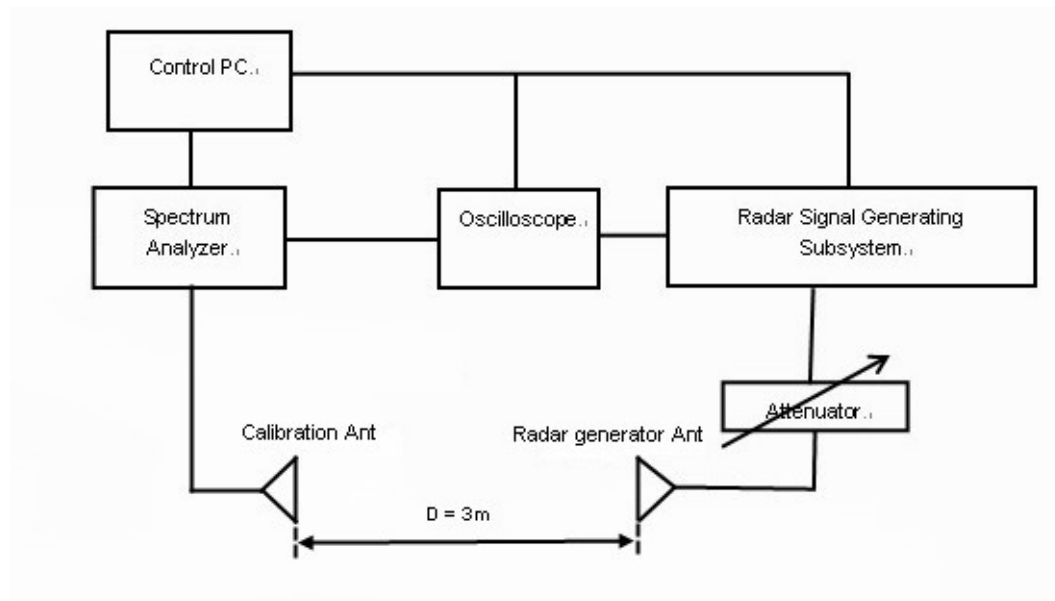 Control PC
Spectrum
Analyzer
Oscilloscope
Radar Signal Generating
Subsystem
Attenuator
Calibration Ant
Radar generator Ant
D = 3m